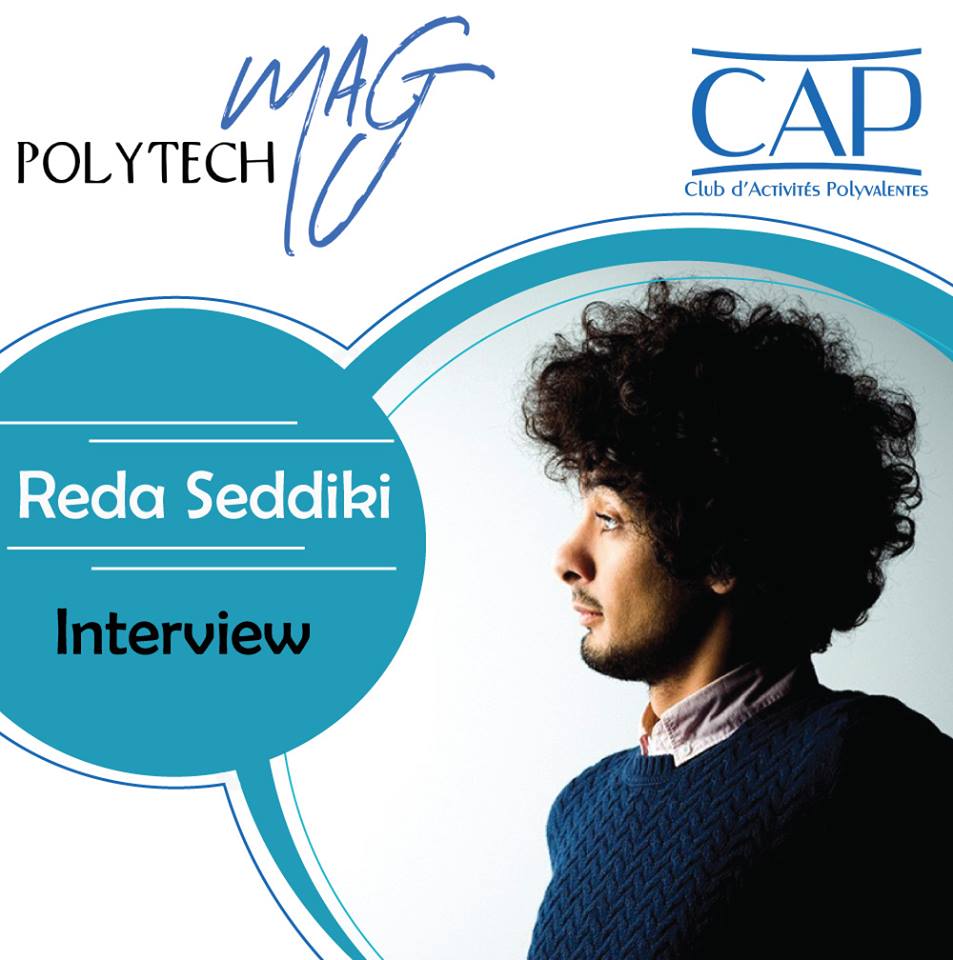 POLYTECH MAG
CAP
Club d'Activités Polyvalentes
Reda Seddiki
Interview